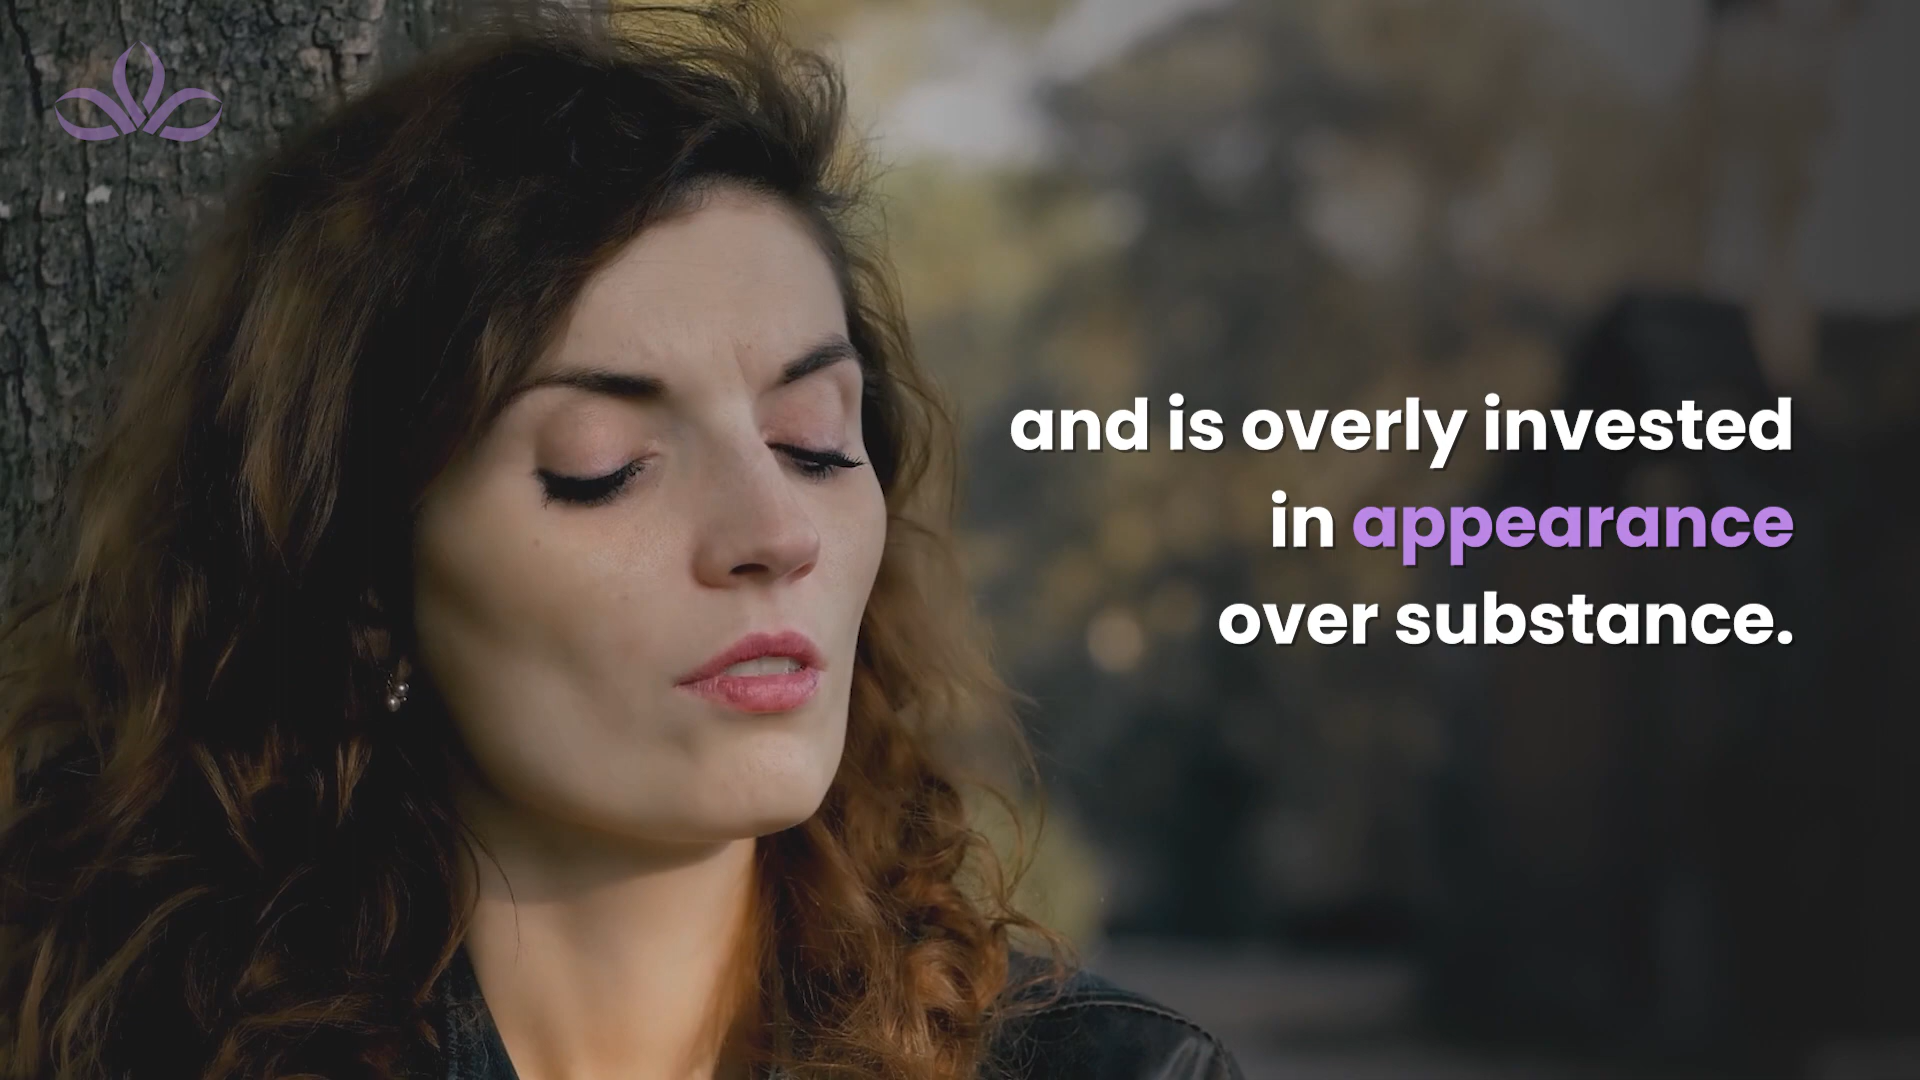 and is overly invested
in appearance
over substance.